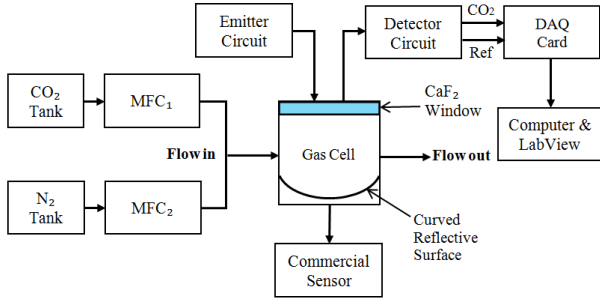 Emitter
Circuit
Detector
Circuit
CO₂
Ref
DAQ
Card
CO₂
Tank
MFC₁
CaF₂
Window
Computer &
LabView
Flow in
Gas Cell
Flow out
N₂
Tank
MFC₂
Curved
Reflective
Surface
Commercial
Sensor